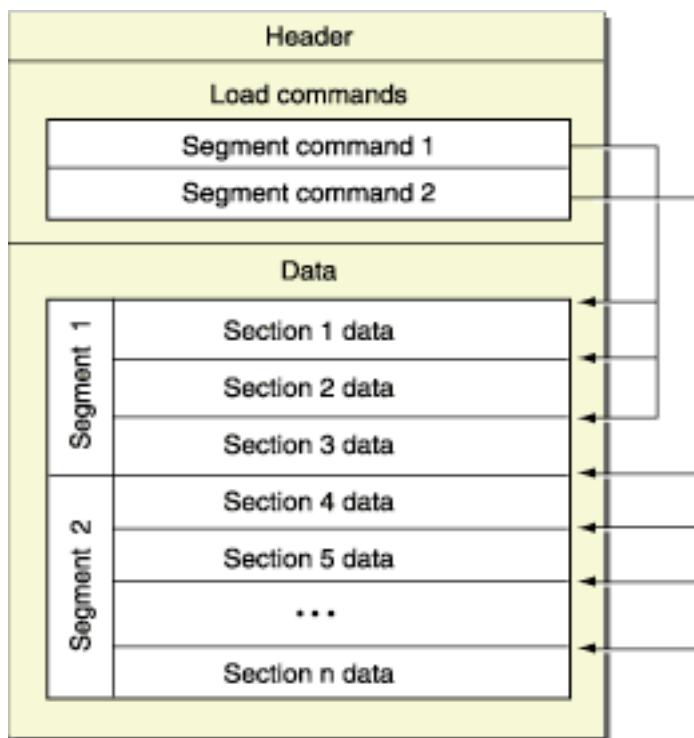 Header
Load commands
Segment command 1
Segment command 2
Data
Segment 1
Section 1 data
Section 2 data
Section 3 data
Segment 2
Section 4 data
Section 5 data
...
Section n data